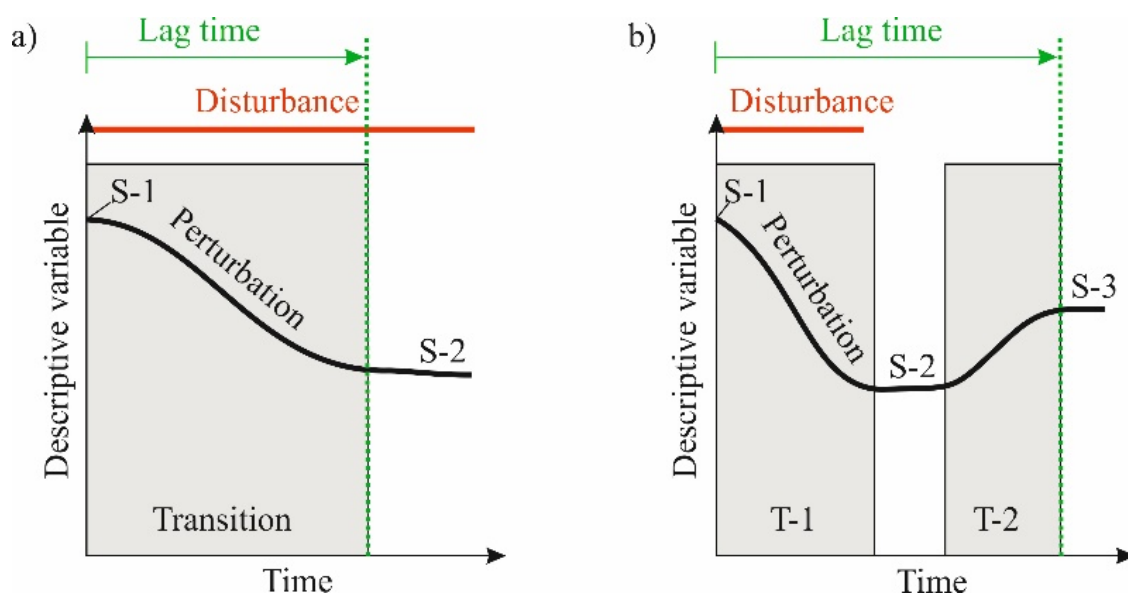 a)
Lag time
Disturbance
S-1
Perturbation
S-2
Descriptive variable
Transition
Time
b)
Lag time
Disturbance
S-1
Perturbation
S-2
S-3
Descriptive variable
T-1
T-2
Time